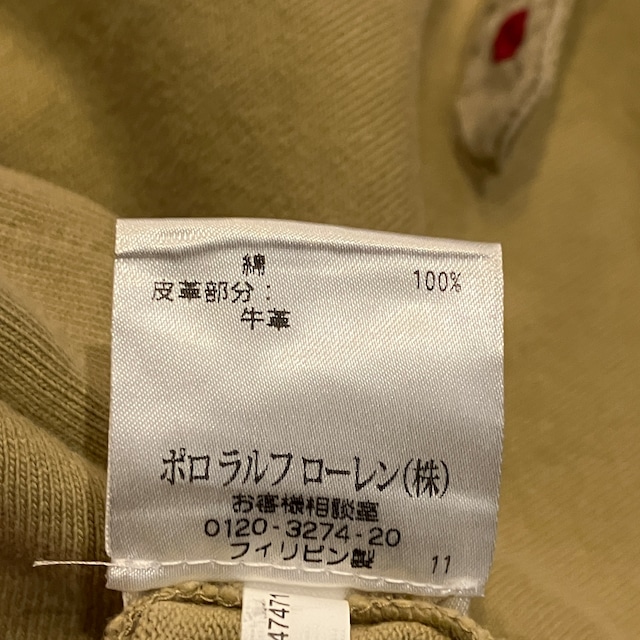 綿 100%
皮革部分：
牛革
ポロ ラルフ ローレン(株)
お客様相談室
0120-3274-20
フィリピン製 11
47471